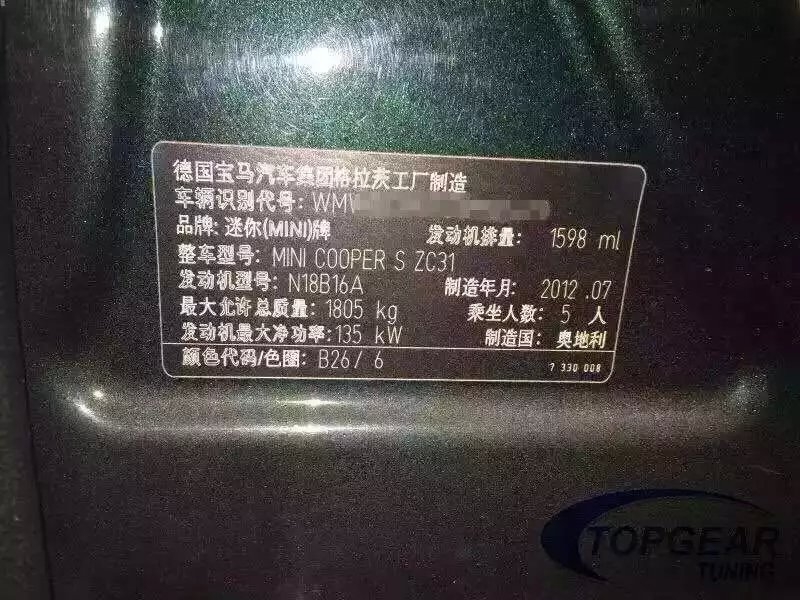 德国宝马汽车集团格拉茨工厂制造
车辆识别代号: WMW
品牌: 迷你(MINI)牌 发动机排量: 1598 ml
整车型号: MINI COOPER S ZC31
发动机型号: N18B16A 制造年月: 2012.07
最大允许总质量: 1805 kg 乘坐人数: 5 人
发动机最大净功率: 135 kW 制造国: 奥地利
颜色代码/色图: B26/ 6
7 330 008
TOPGEAR
TUNING